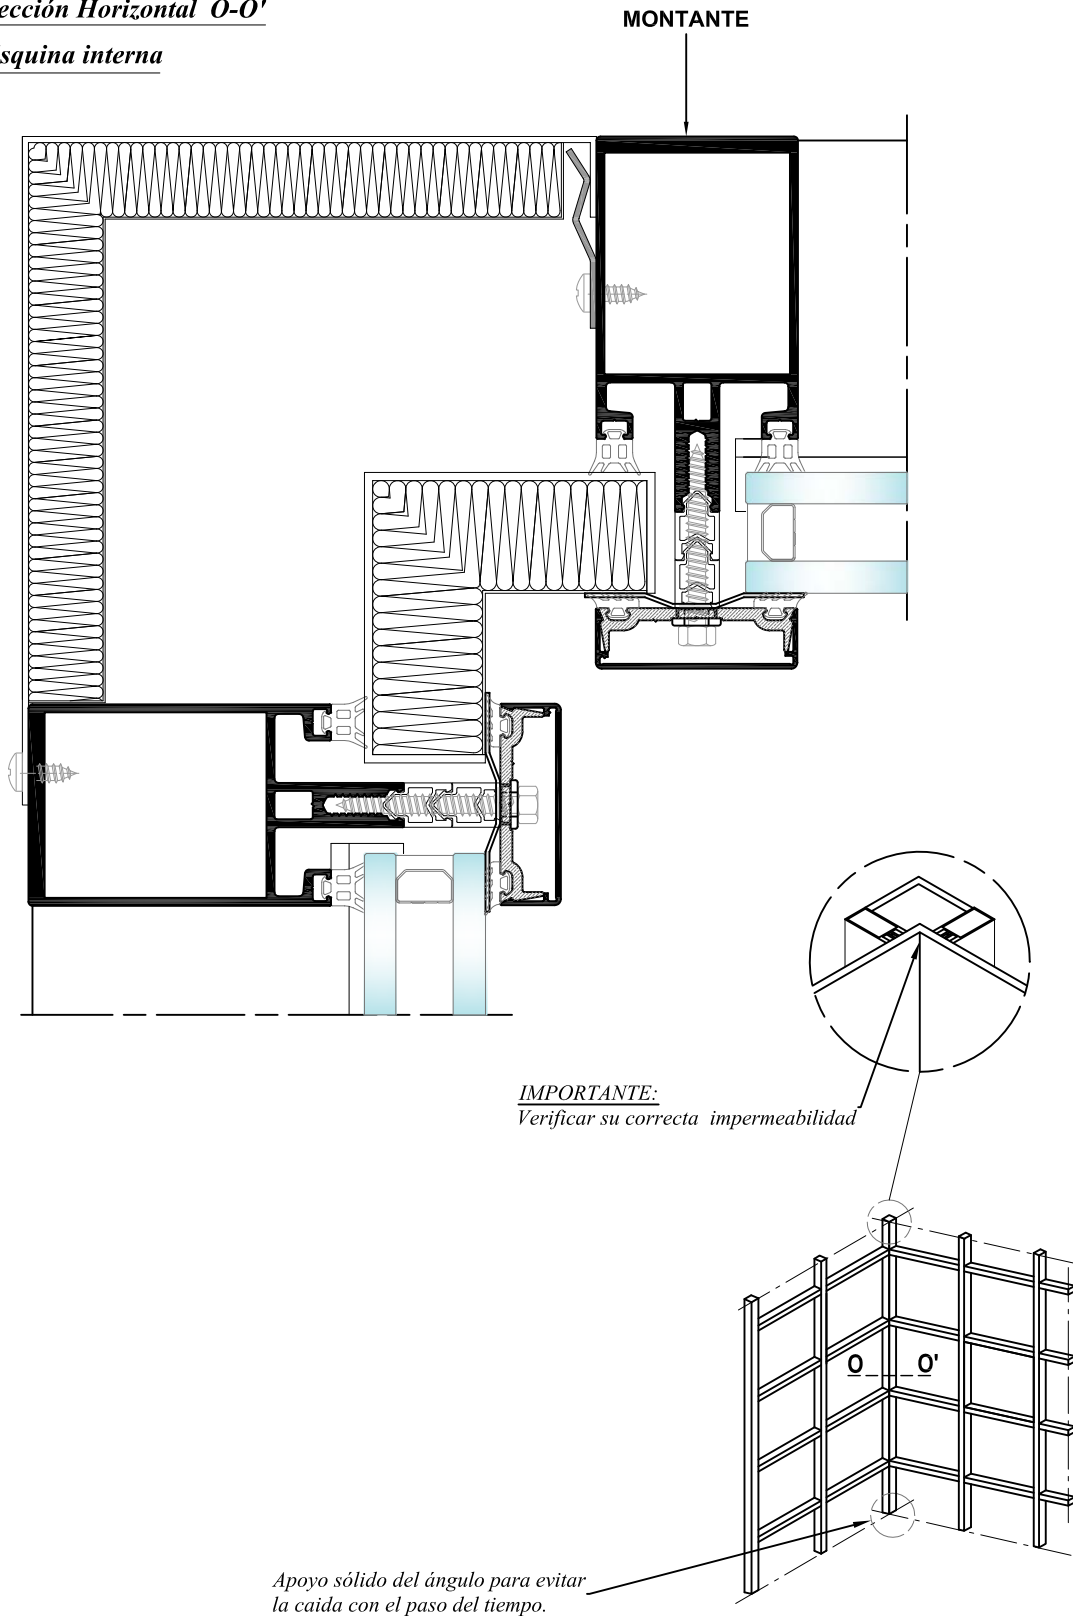 ección Horizontal O-O'
squina interna
MONTANTE
IMPORTANTE:
Verificar su correcta impermeabilidad
O O'
Apoyo sólido del ángulo para evitar
la caida con el paso del tiempo.